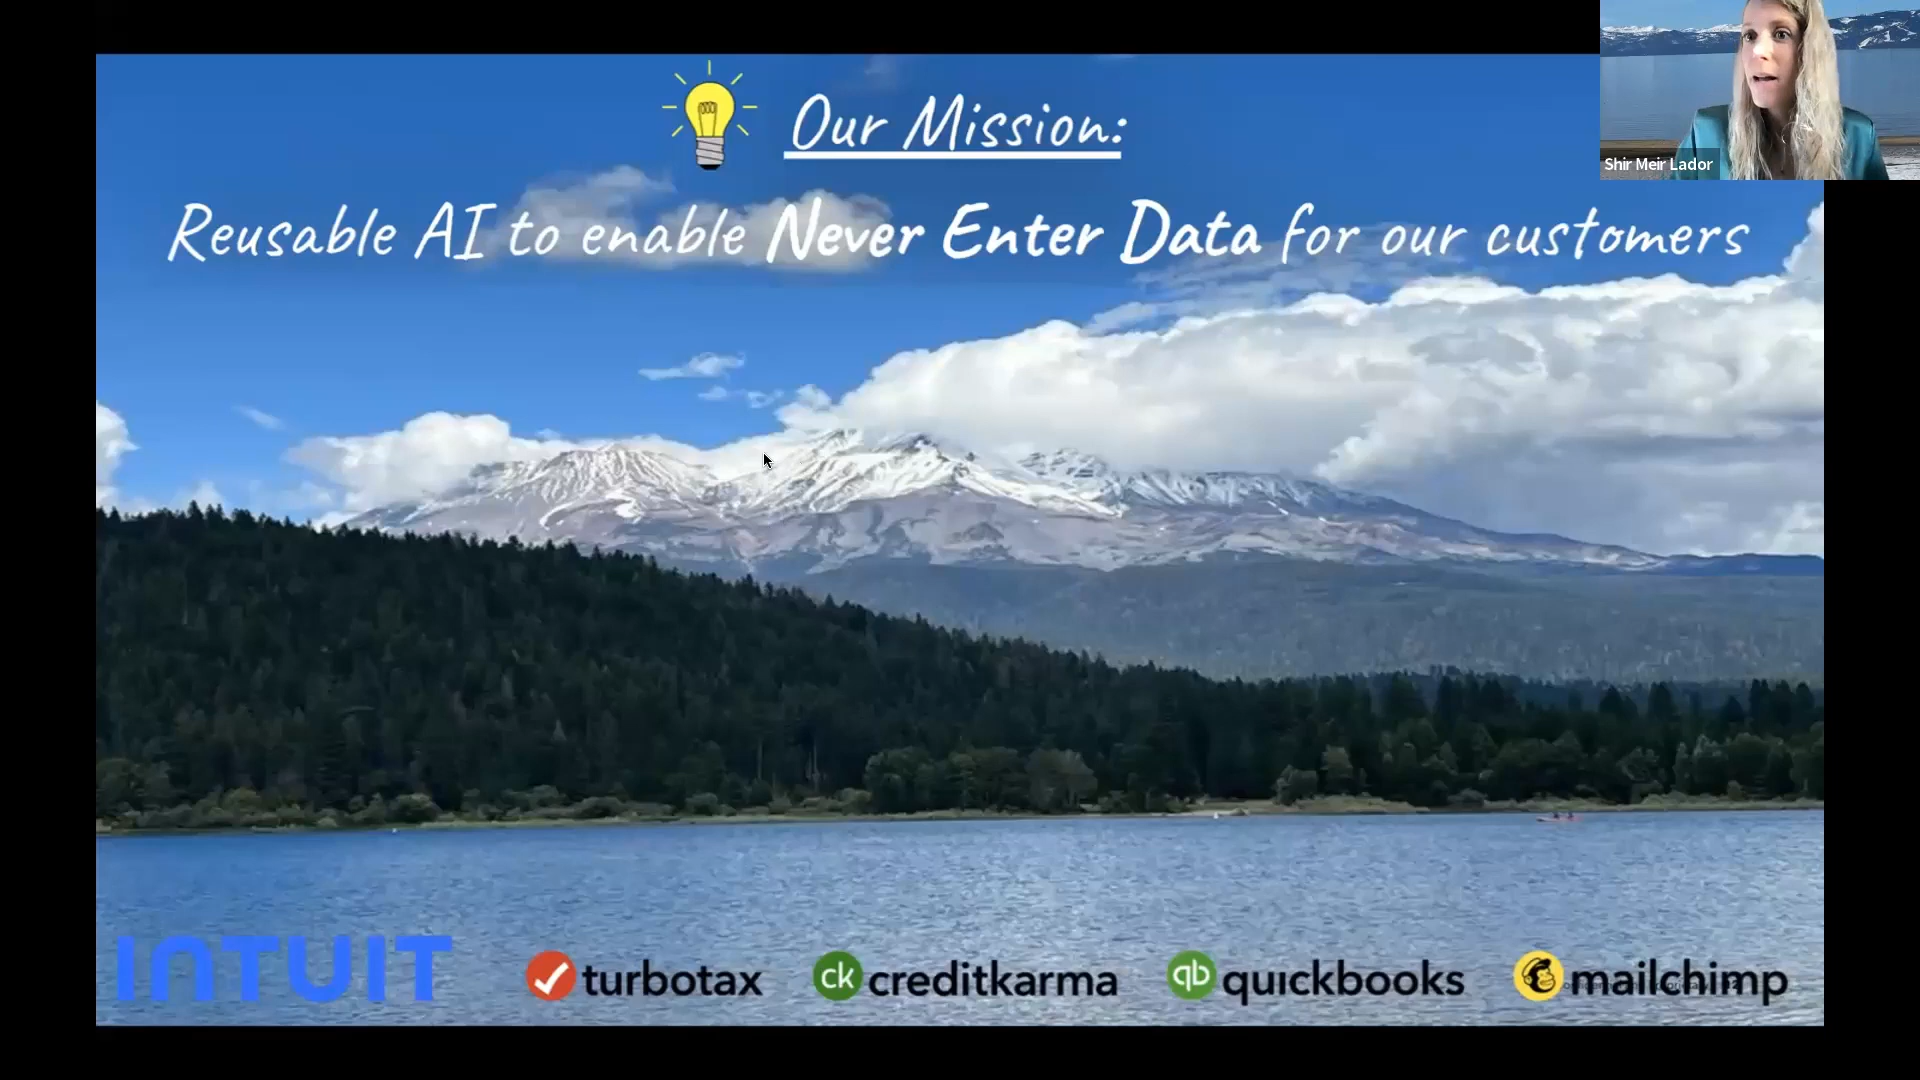 Our Mission:
Reusable AI to enable Never Enter Data for our customers
Shir Meir Lador
INTUIT
turbotax
ck creditkarma
qb quickbooks
mailchimp